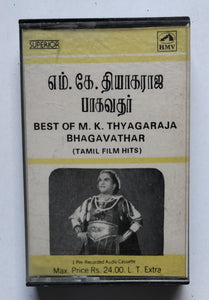 SUPERIOR
HMV
எம். கே. தியாகராஜ
பாகவதர்
BEST OF M. K. THYAGARAJA
BHAGAVATHAR
(TAMIL FILM HITS)
1 Pre-Recorded Audio Cassette
Max. Price Rs. 24.00 L. T. Extra